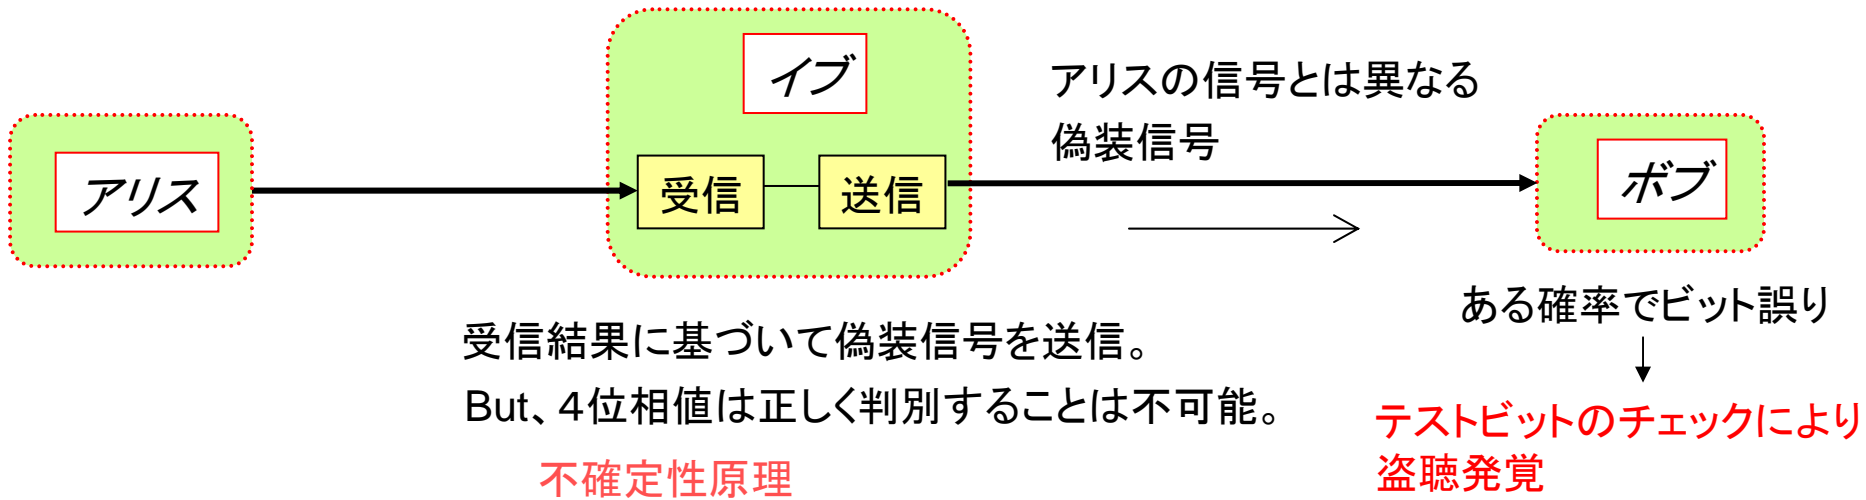 イブ
アリスの信号とは異なる
偽装信号
アリス
受信
送信
ボブ
ある確率でビット誤り
受信結果に基づいて偽装信号を送信。
But、４位相値は正しく判別することは不可能。
テストビットのチェックにより
盗聴発覚
不確定性原理